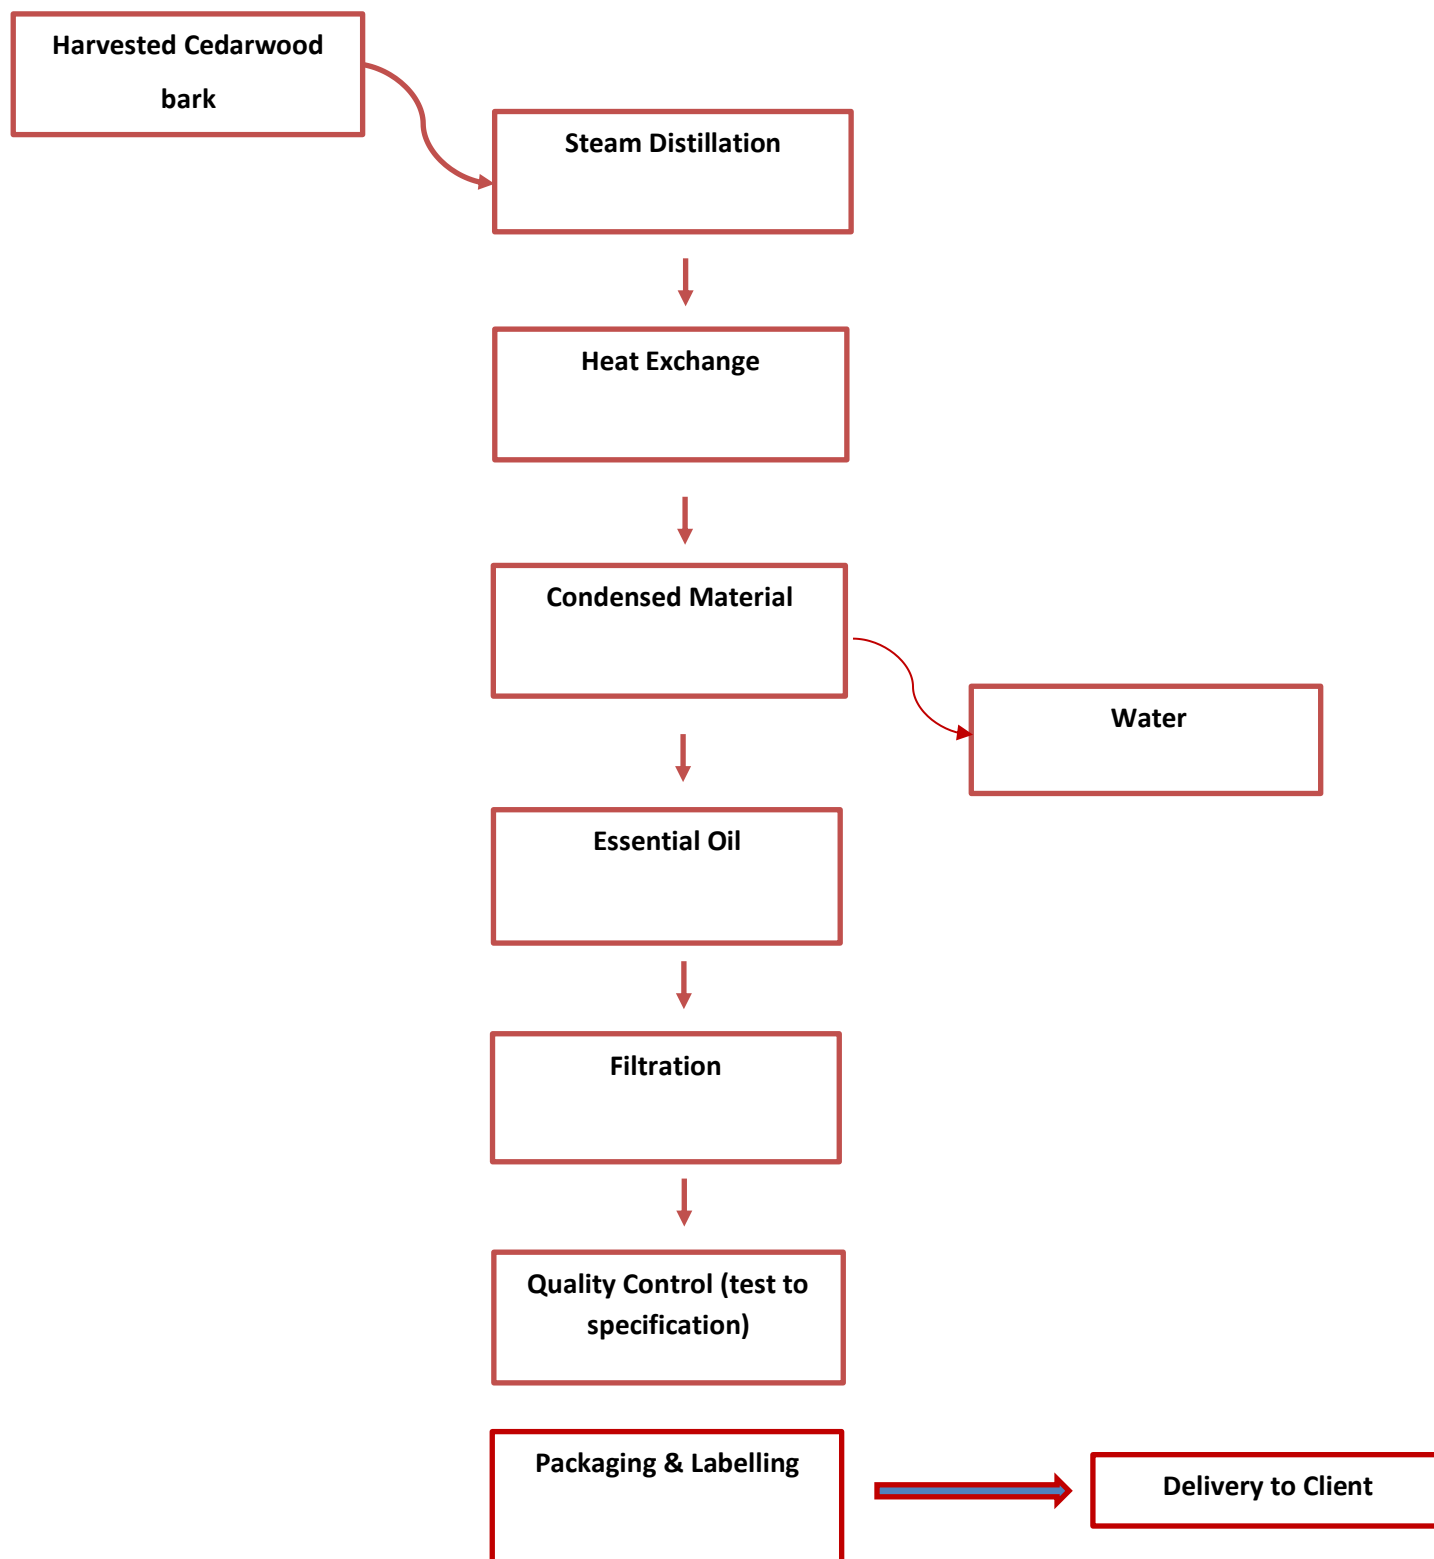 Harvested Cedarwood
bark
Steam Distillation
Heat Exchange
Condensed Material
Water
Essential Oil
Filtration
Quality Control (test to
specification)
Packaging & Labelling
Delivery to Client